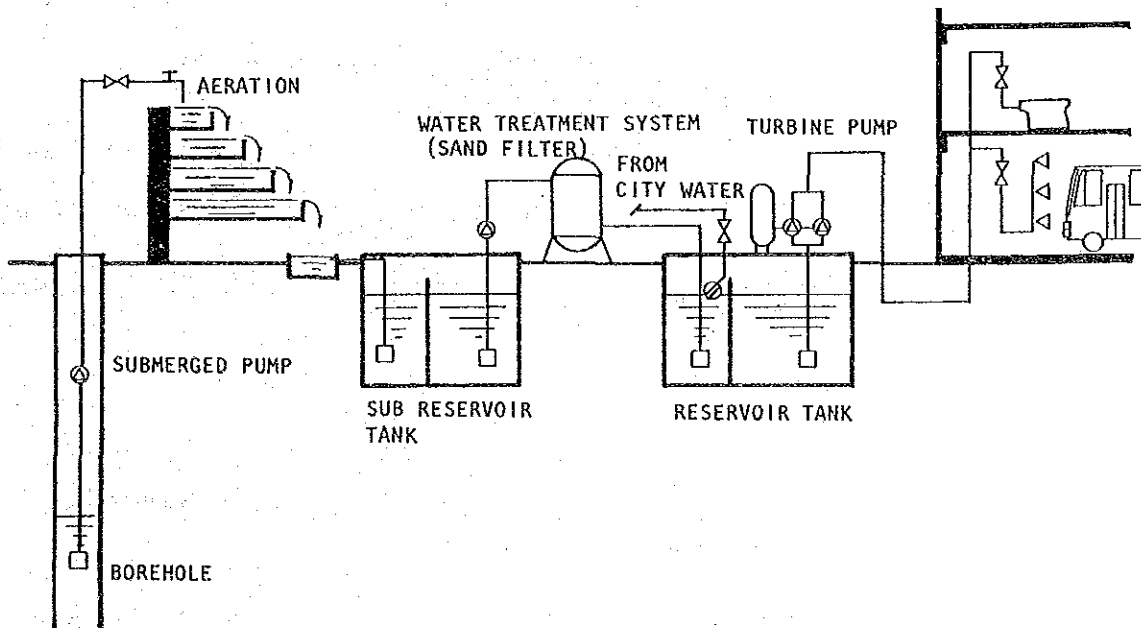 AERATION
WATER TREATMENT SYSTEM
(SAND FILTER)
FROM
CITY WATER
TURBINE PUMP
SUBMERGED PUMP
SUB RESERVOIR
TANK
RESERVOIR TANK
BOREHOLE